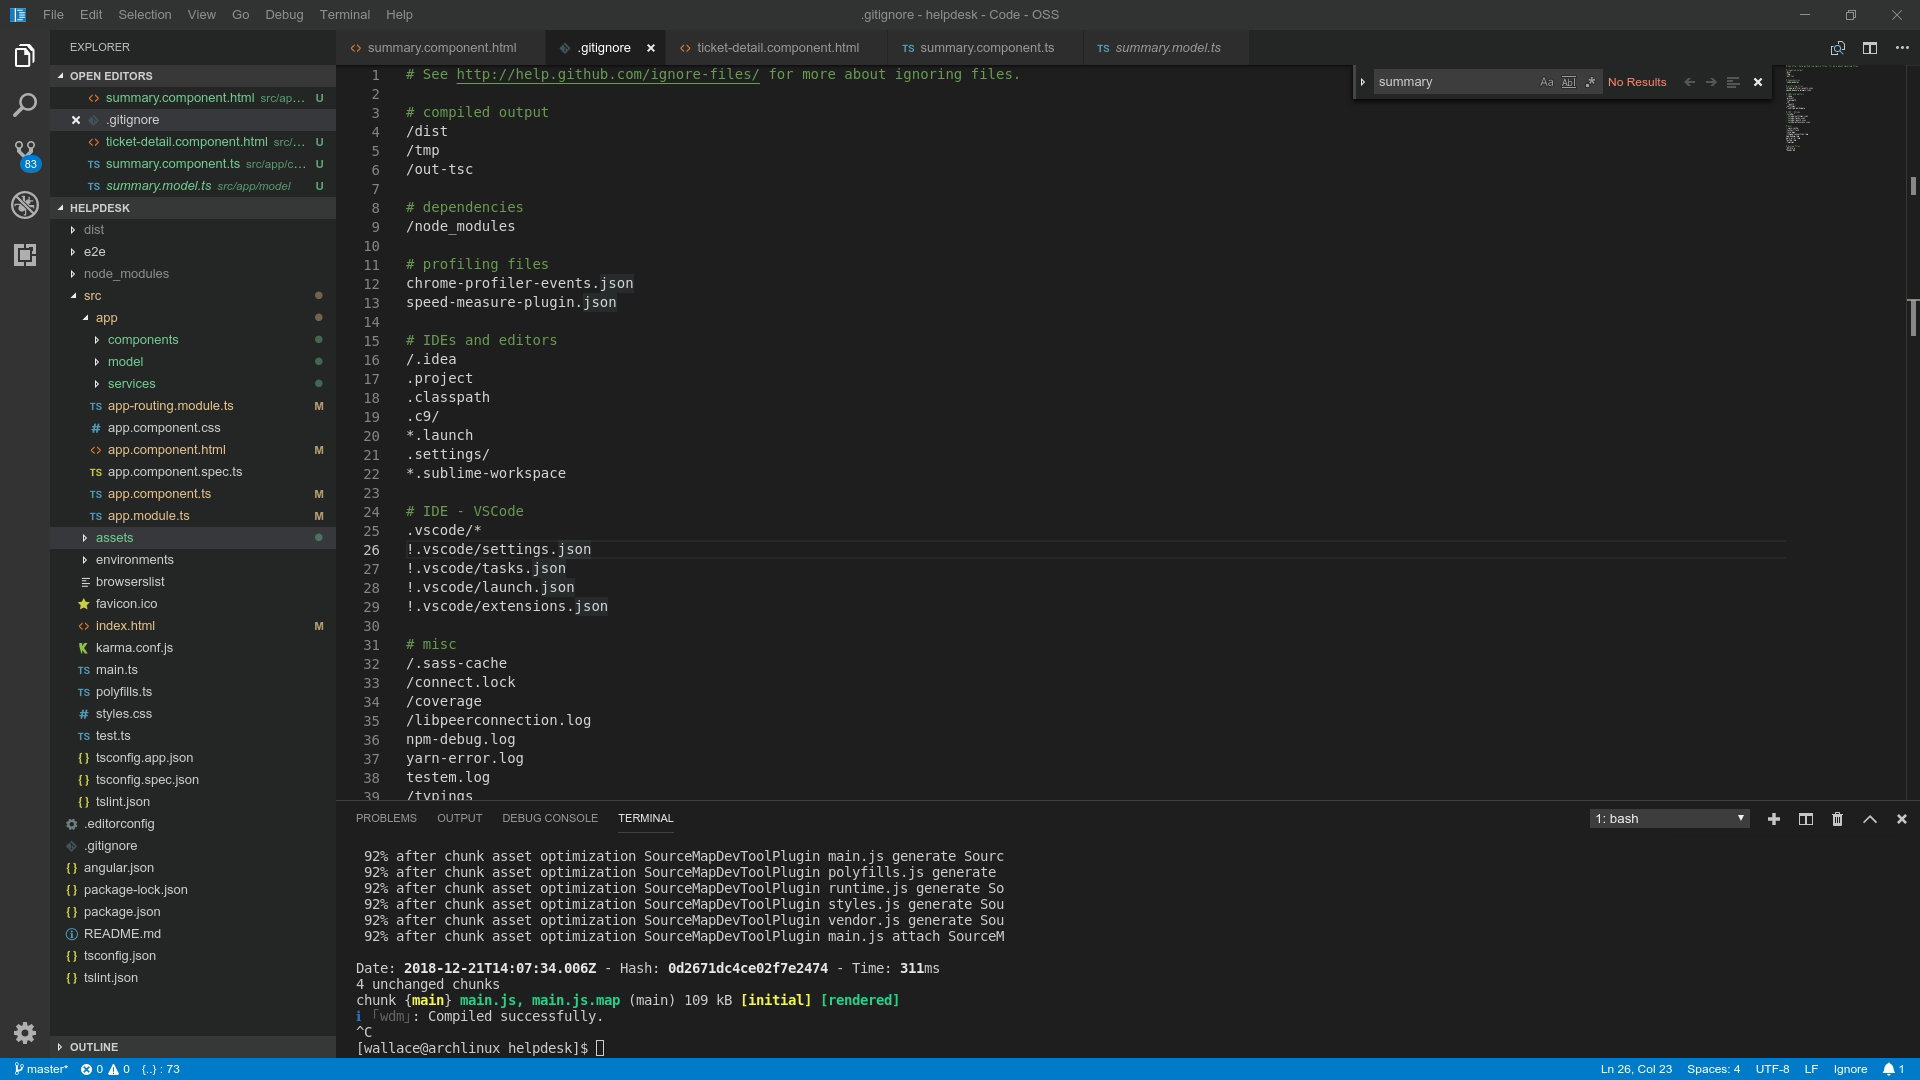 File Edit Selection View Go Debug Terminal Help
.gitignore - helpdesk - Code - OSS
EXPLORER
OPEN EDITORS
summary.component.html src/ap... U
.gitignore
ticket-detail.component.html src/... U
TS summary.component.ts src/app/c... U
TS summary.model.ts src/app/model U
83
HELPDESK
dist
e2e
node_modules
src
app
components
model
services
TS app-routing.module.ts M
# app.component.css
<> app.component.html M
TS app.component.spec.ts
TS app.component.ts M
TS app.module.ts M
assets
environments
browserslist
favicon.ico
<> index.html M
karma.conf.js
TS main.ts
TS polyfills.ts
# styles.css
TS test.ts
{} tsconfig.app.json
{} tsconfig.spec.json
{} tslint.json
.editorconfig
.gitignore
{} angular.json
{} package-lock.json
{} package.json
README.md
{} tsconfig.json
{} tslint.json
OUTLINE
<> summary.component.html
.gitignore
<> ticket-detail.component.html
TS summary.component.ts
TS summary.model.ts
summary Aa Abl .* No Results
1 # See http://help.github.com/ignore-files/ for more about ignoring files.
2
3 # compiled output
4 /dist
5 /tmp
6 /out-tsc
7
8 # dependencies
9 /node_modules
10
11 # profiling files
12 chrome-profiler-events.json
13 speed-measure-plugin.json
14
15 # IDEs and editors
16 /.idea
17 .project
18 .classpath
19 .c9/
20 *.launch
21 .settings/
22 *.sublime-workspace
23
24 # IDE - VSCode
25 .vscode/*
26 !.vscode/settings.json
27 !.vscode/tasks.json
28 !.vscode/launch.json
29 !.vscode/extensions.json
30
31 # misc
32 /.sass-cache
33 /connect.lock
34 /coverage
35 /libpeerconnection.log
36 npm-debug.log
37 yarn-error.log
38 testem.log
39 /typings
PROBLEMS OUTPUT DEBUG CONSOLE TERMINAL
1: bash
92% after chunk asset optimization SourceMapDevToolPlugin main.js generate Sourc
92% after chunk asset optimization SourceMapDevToolPlugin polyfills.js generate
92% after chunk asset optimization SourceMapDevToolPlugin runtime.js generate So
92% after chunk asset optimization SourceMapDevToolPlugin styles.js generate Sou
92% after chunk asset optimization SourceMapDevToolPlugin vendor.js generate Sou
92% after chunk asset optimization SourceMapDevToolPlugin main.js attach SourceM
Date: 2018-12-21T14:07:34.006Z - Hash: 0d2671dc4ce02f7e2474 - Time: 311ms
4 unchanged chunks
chunk {main} main.js, main.js.map (main) 109 kB [initial] [rendered]
ℹ ｢wdm｣: Compiled successfully.
^C
[wallace@archlinux helpdesk]$
master* 0 0 {..} : 73
Ln 26, Col 23 Spaces: 4 UTF-8 LF Ignore 1